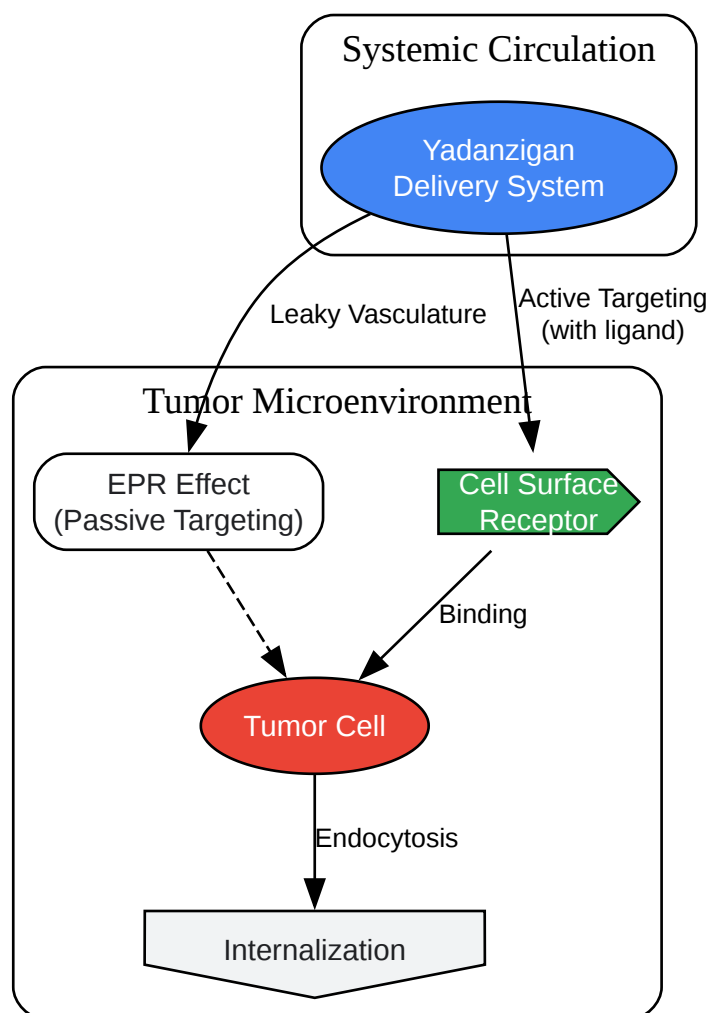 Systemic Circulation
Yadanzigan
Delivery System
Active Targeting
(with ligand)
Leaky Vasculature
Tumor Microenvironment
EPR Effect
(Passive Targeting)
Cell Surface
Receptor
Binding
Tumor Cell
Endocytosis
Internalization